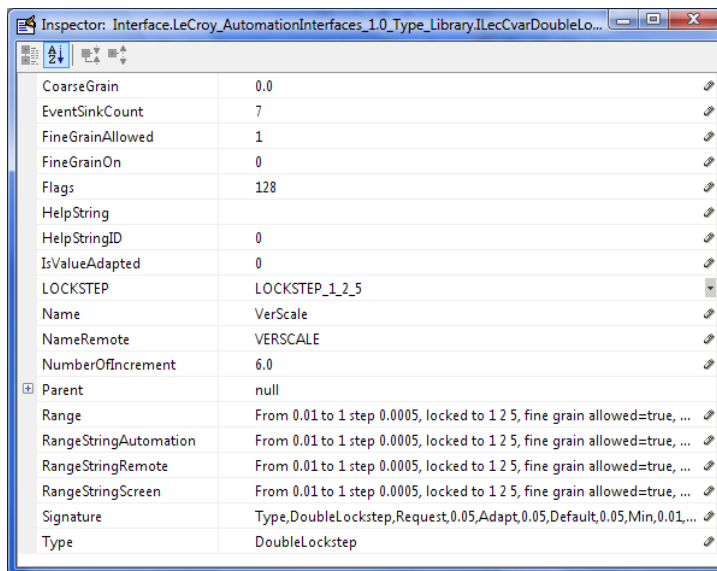 Inspector: Interface.LeCroy_AutomationInterfaces_1.0_Type_Library.ILecCvarDoubleLo...
CoarseGrain 0.0
EventSinkCount 7
FineGrainAllowed 1
FineGrainOn 0
Flags 128
HelpString
HelpStringID 0
IsValueAdapted 0
LOCKSTEP LOCKSTEP_1_2_5
Name VerScale
NameRemote VERSCALE
NumberOfIncrement 6.0
Parent null
Range From 0.01 to 1 step 0.0005, locked to 1 2 5, fine grain allowed=true, ...
RangeStringAutomation From 0.01 to 1 step 0.0005, locked to 1 2 5, fine grain allowed=true, ...
RangeStringRemote From 0.01 to 1 step 0.0005, locked to 1 2 5, fine grain allowed=true, ...
RangeStringScreen From 0.01 to 1 step 0.0005, locked to 1 2 5, fine grain allowed=true, ...
Signature Type,DoubleLockstep,Request,0.05,Adapt,0.05,Default,0.05,Min,0.01,...
Type DoubleLockstep